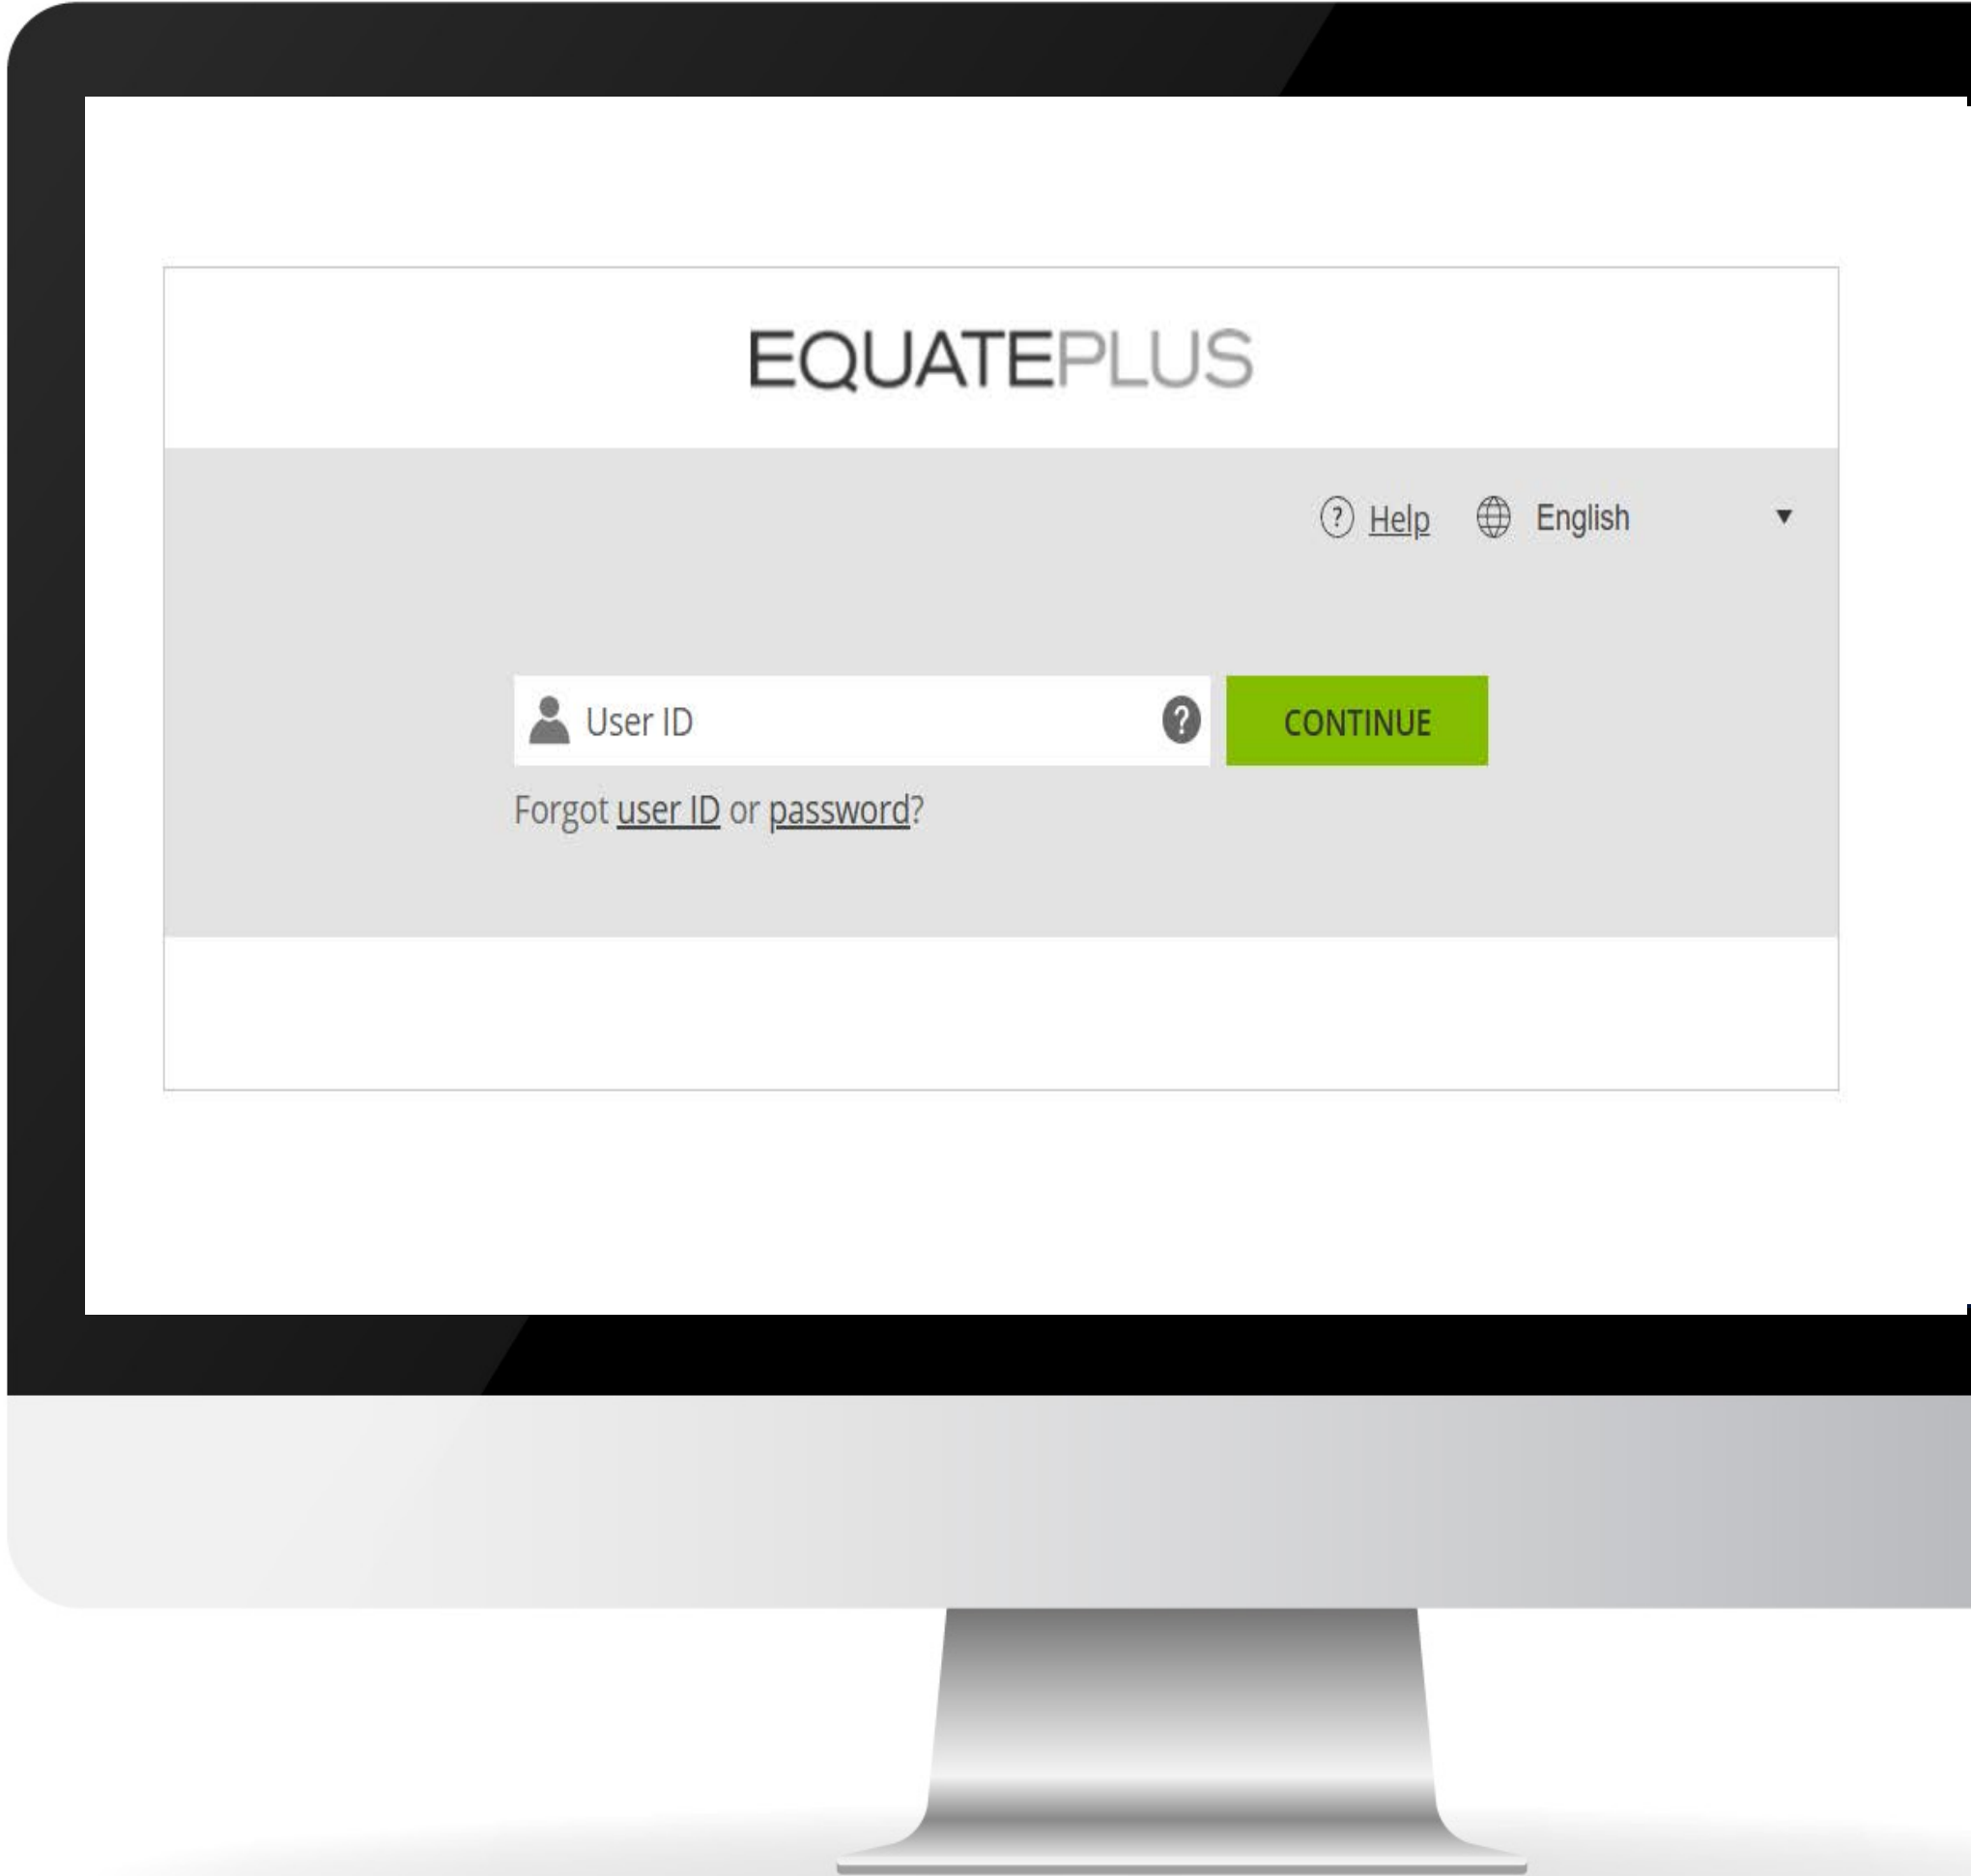 EQUATEPLUS
? Help English ▼
User ID ? CONTINUE
Forgot user ID or password?